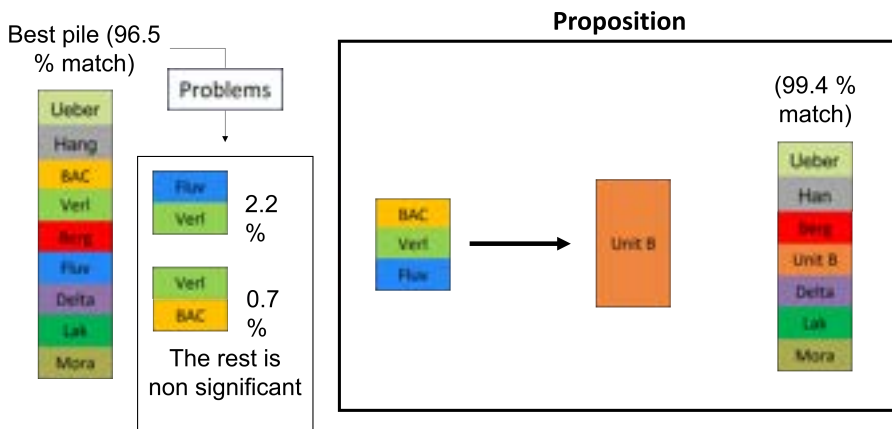 Proposition
Best pile (96.5
% match)
Problems
Ueber
Hang
BAC
Verl
Berg
Fluv
Delta
Lak
Mora
Fluv
Verl
2.2
%
Verl
BAC
0.7
%
The rest is
non significant
BAC
Verl
Fluv
Unit B
(99.4 %
match)
Ueber
Han
Berg
Unit B
Delta
Lak
Mora